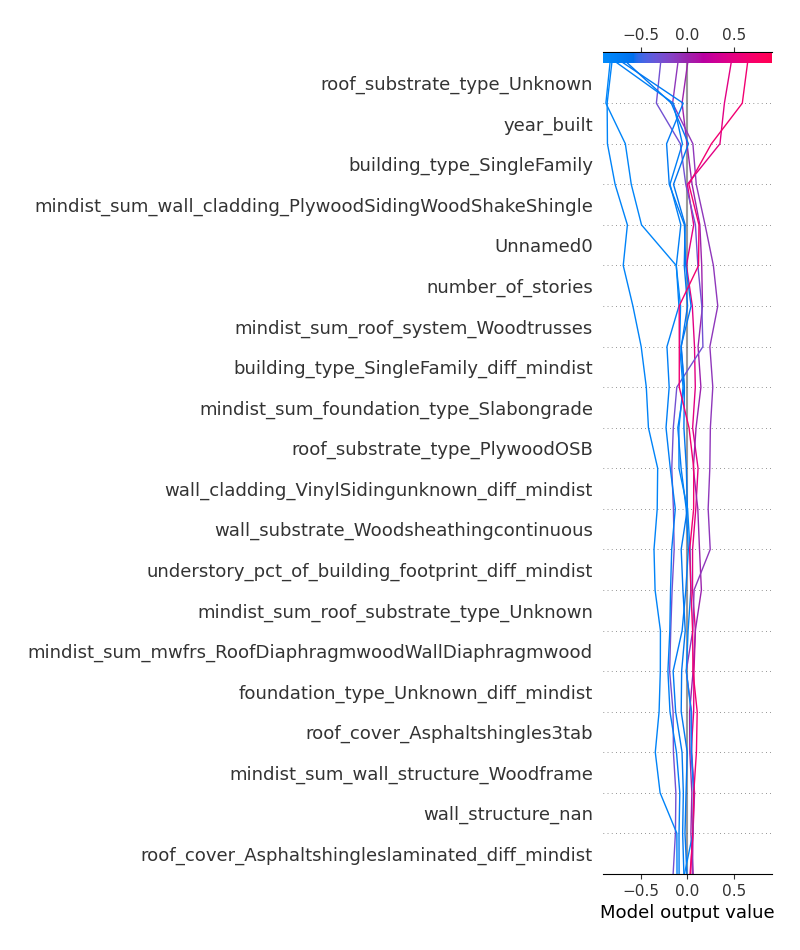 −0.5 0.0 0.5
roof_substrate_type_Unknown
year_built
building_type_SingleFamily
mindist_sum_wall_cladding_PlywoodSidingWoodShakeShingle
Unnamed0
number_of_stories
mindist_sum_roof_system_Woodtrusses
building_type_SingleFamily_diff_mindist
mindist_sum_foundation_type_Slabongrade
roof_substrate_type_PlywoodOSB
wall_cladding_VinylSidingunknown_diff_mindist
wall_substrate_Woodsheathingcontinuous
understory_pct_of_building_footprint_diff_mindist
mindist_sum_roof_substrate_type_Unknown
mindist_sum_mwfrs_RoofDiaphragmwoodWallDiaphragmwood
foundation_type_Unknown_diff_mindist
roof_cover_Asphaltshingles3tab
mindist_sum_wall_structure_Woodframe
wall_structure_nan
roof_cover_Asphaltshingleslaminated_diff_mindist
−0.5 0.0 0.5
Model output value